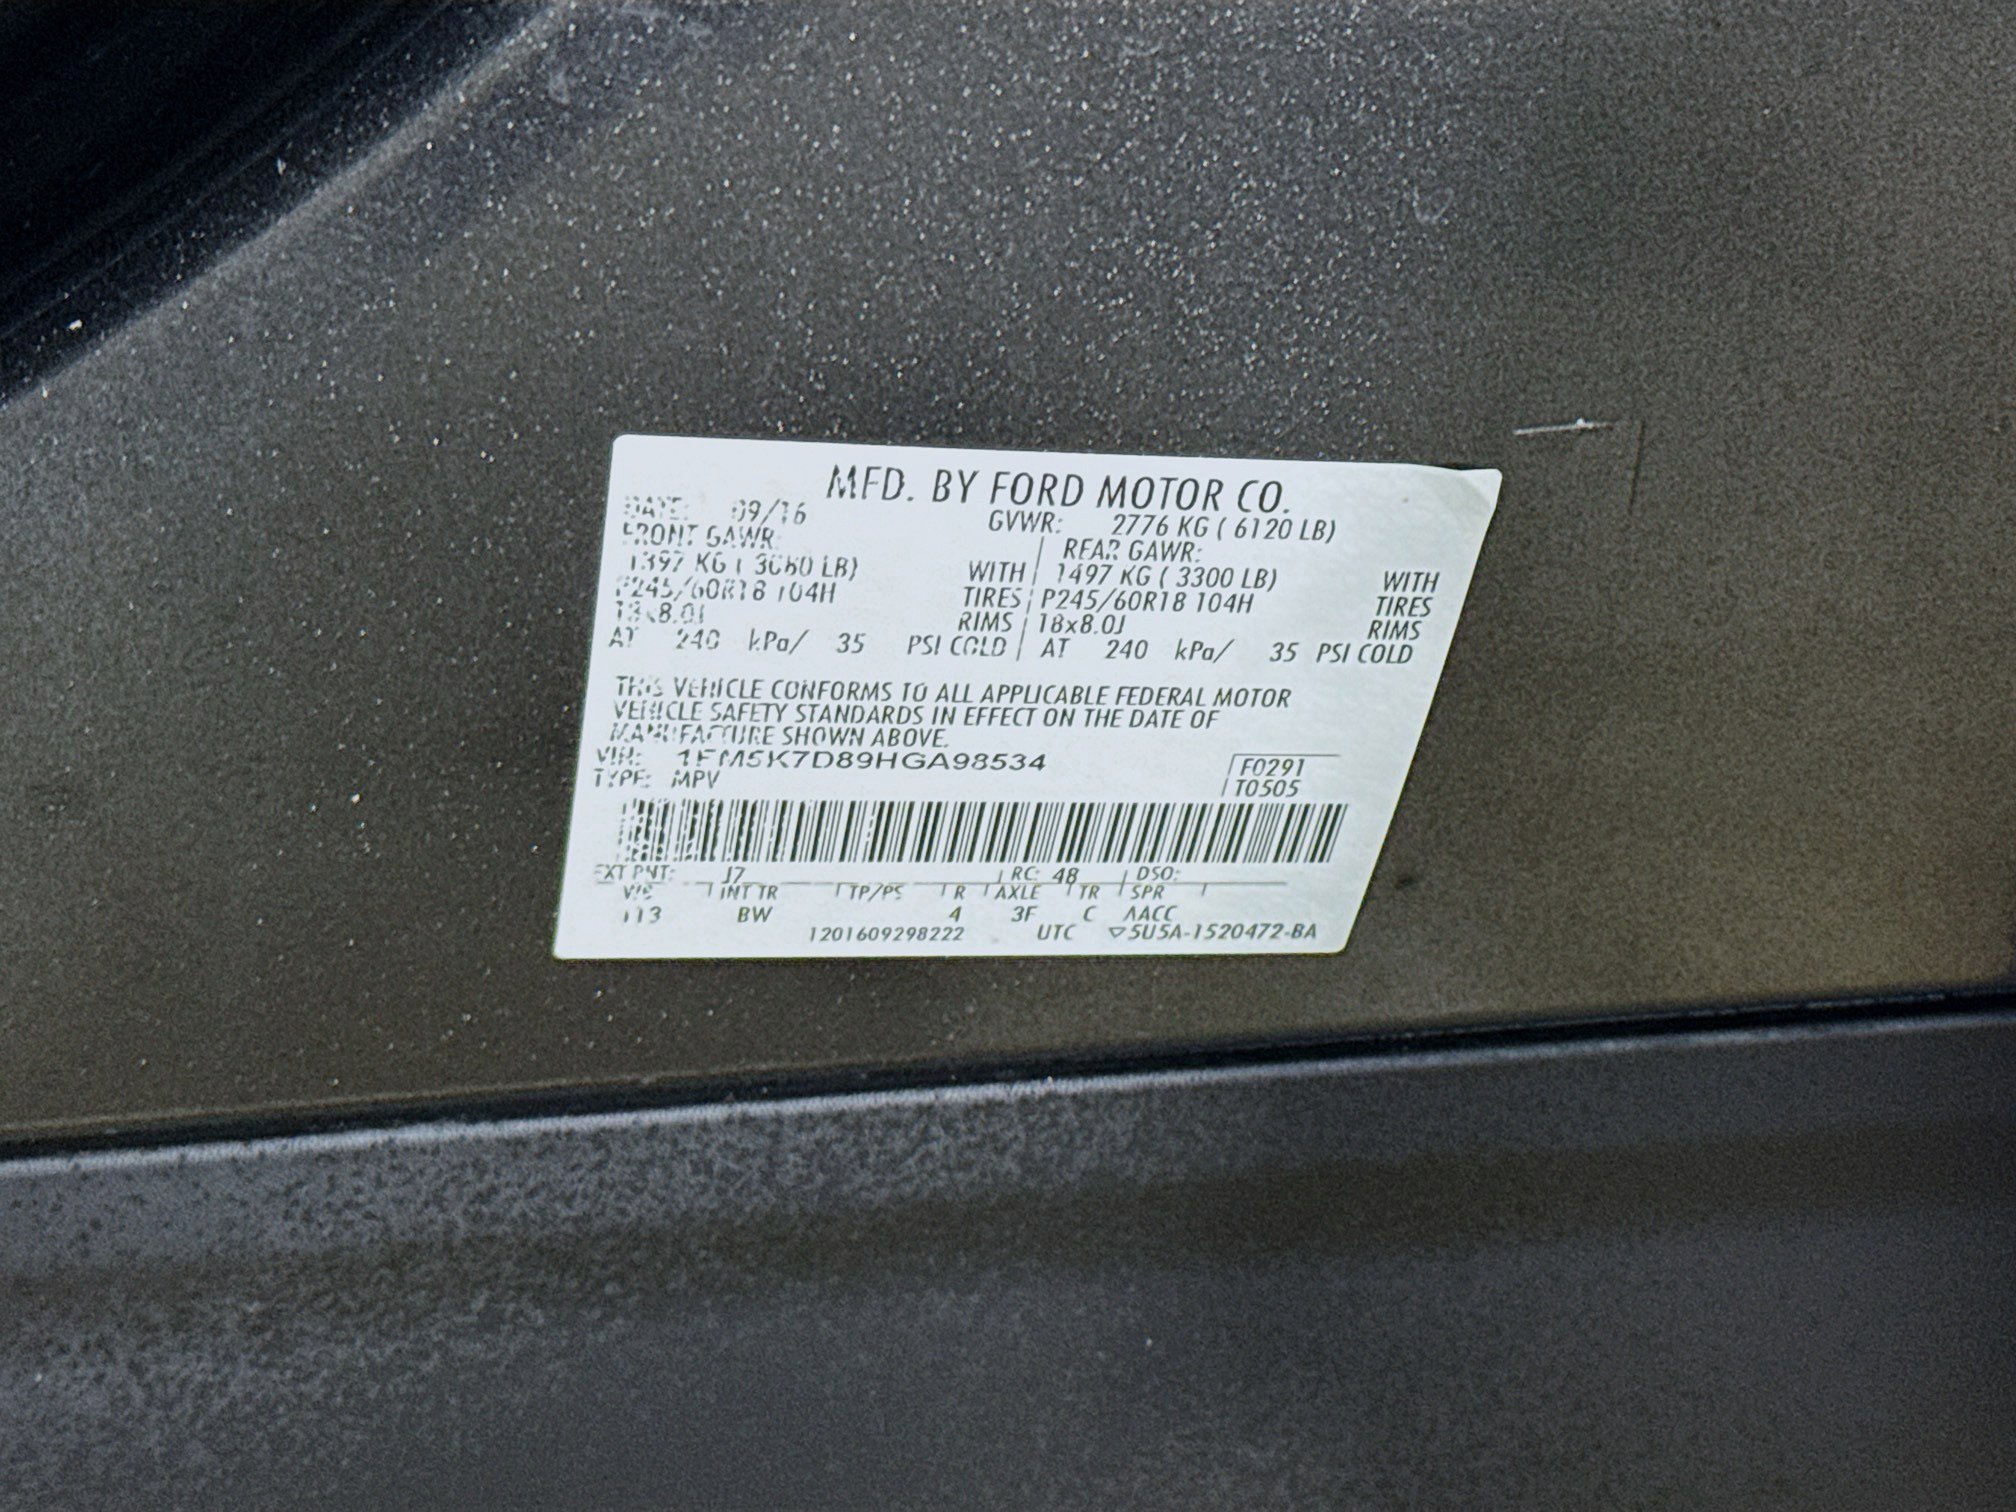 MFD. BY FORD MOTOR CO.
DATE: 09/16 GVWR: 2776 KG ( 6120 LB)
FRONT GAWR: REAR GAWR:
1397 KG ( 3080 LB) WITH 1497 KG ( 3300 LB) WITH
P245/60R18 104H TIRES P245/60R18 104H TIRES
18x8.0J RIMS 18x8.0J RIMS
AT 240 kPa/ 35 PSI COLD AT 240 kPa/ 35 PSI COLD
THIS VEHICLE CONFORMS TO ALL APPLICABLE FEDERAL MOTOR
VEHICLE SAFETY STANDARDS IN EFFECT ON THE DATE OF
MANUFACTURE SHOWN ABOVE.
VIN: 1FM5K7D89HGA98534 F0291
TYPE: MPV T0505
EXT PNT: J7 RC: 48 DSO:
WB INT TR TP/PS R AXLE TR SPR
113 BW 4 3F C AACC
1201609298222 UTC ▽5U5A-1520472-BA